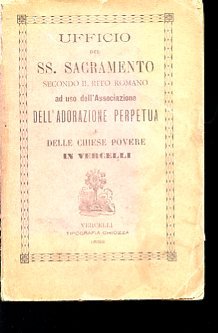 UFFICIO
DEL
SS. SACRAMENTO
SECONDO IL RITO ROMANO
ad uso dell'Associazione
DELL'ADORAZIONE PERPETUA
E
DELLE CHIESE POVERE
IN VERCELLI
VERCELLI
TIPOGRAFIA CHIOZZA